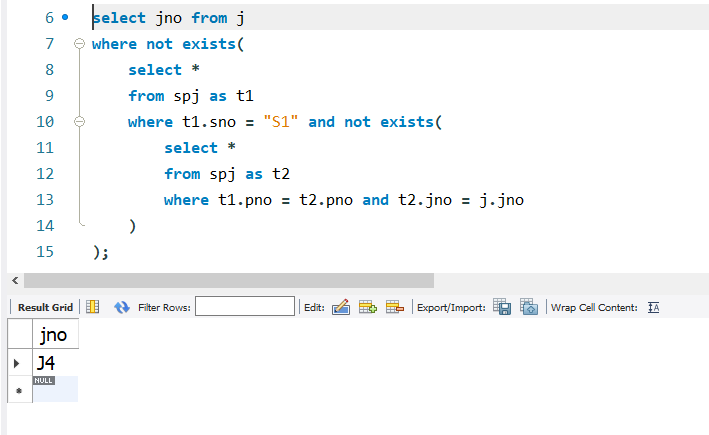 6 select jno from j
7 where not exists(
8 select *
9 from spj as t1
10 where t1.sno = "S1" and not exists(
11 select *
12 from spj as t2
13 where t1.pno = t2.pno and t2.jno = j.jno
14 )
15 );
Result Grid Filter Rows: Edit: Export/Import: Wrap Cell Content: IA
jno
J4
NULL